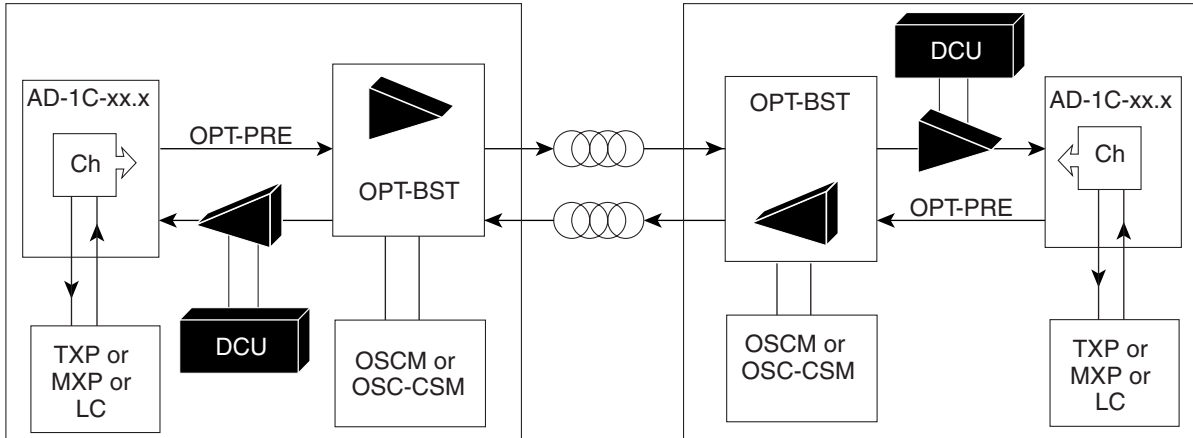 AD-1C-xx.x
Ch
OPT-PRE
OPT-BST
DCU
TXP or
MXP or
LC
OSCM or
OSC-CSM
OPT-BST
DCU
AD-1C-xx.x
Ch
OPT-PRE
OSCM or
OSC-CSM
TXP or
MXP or
LC